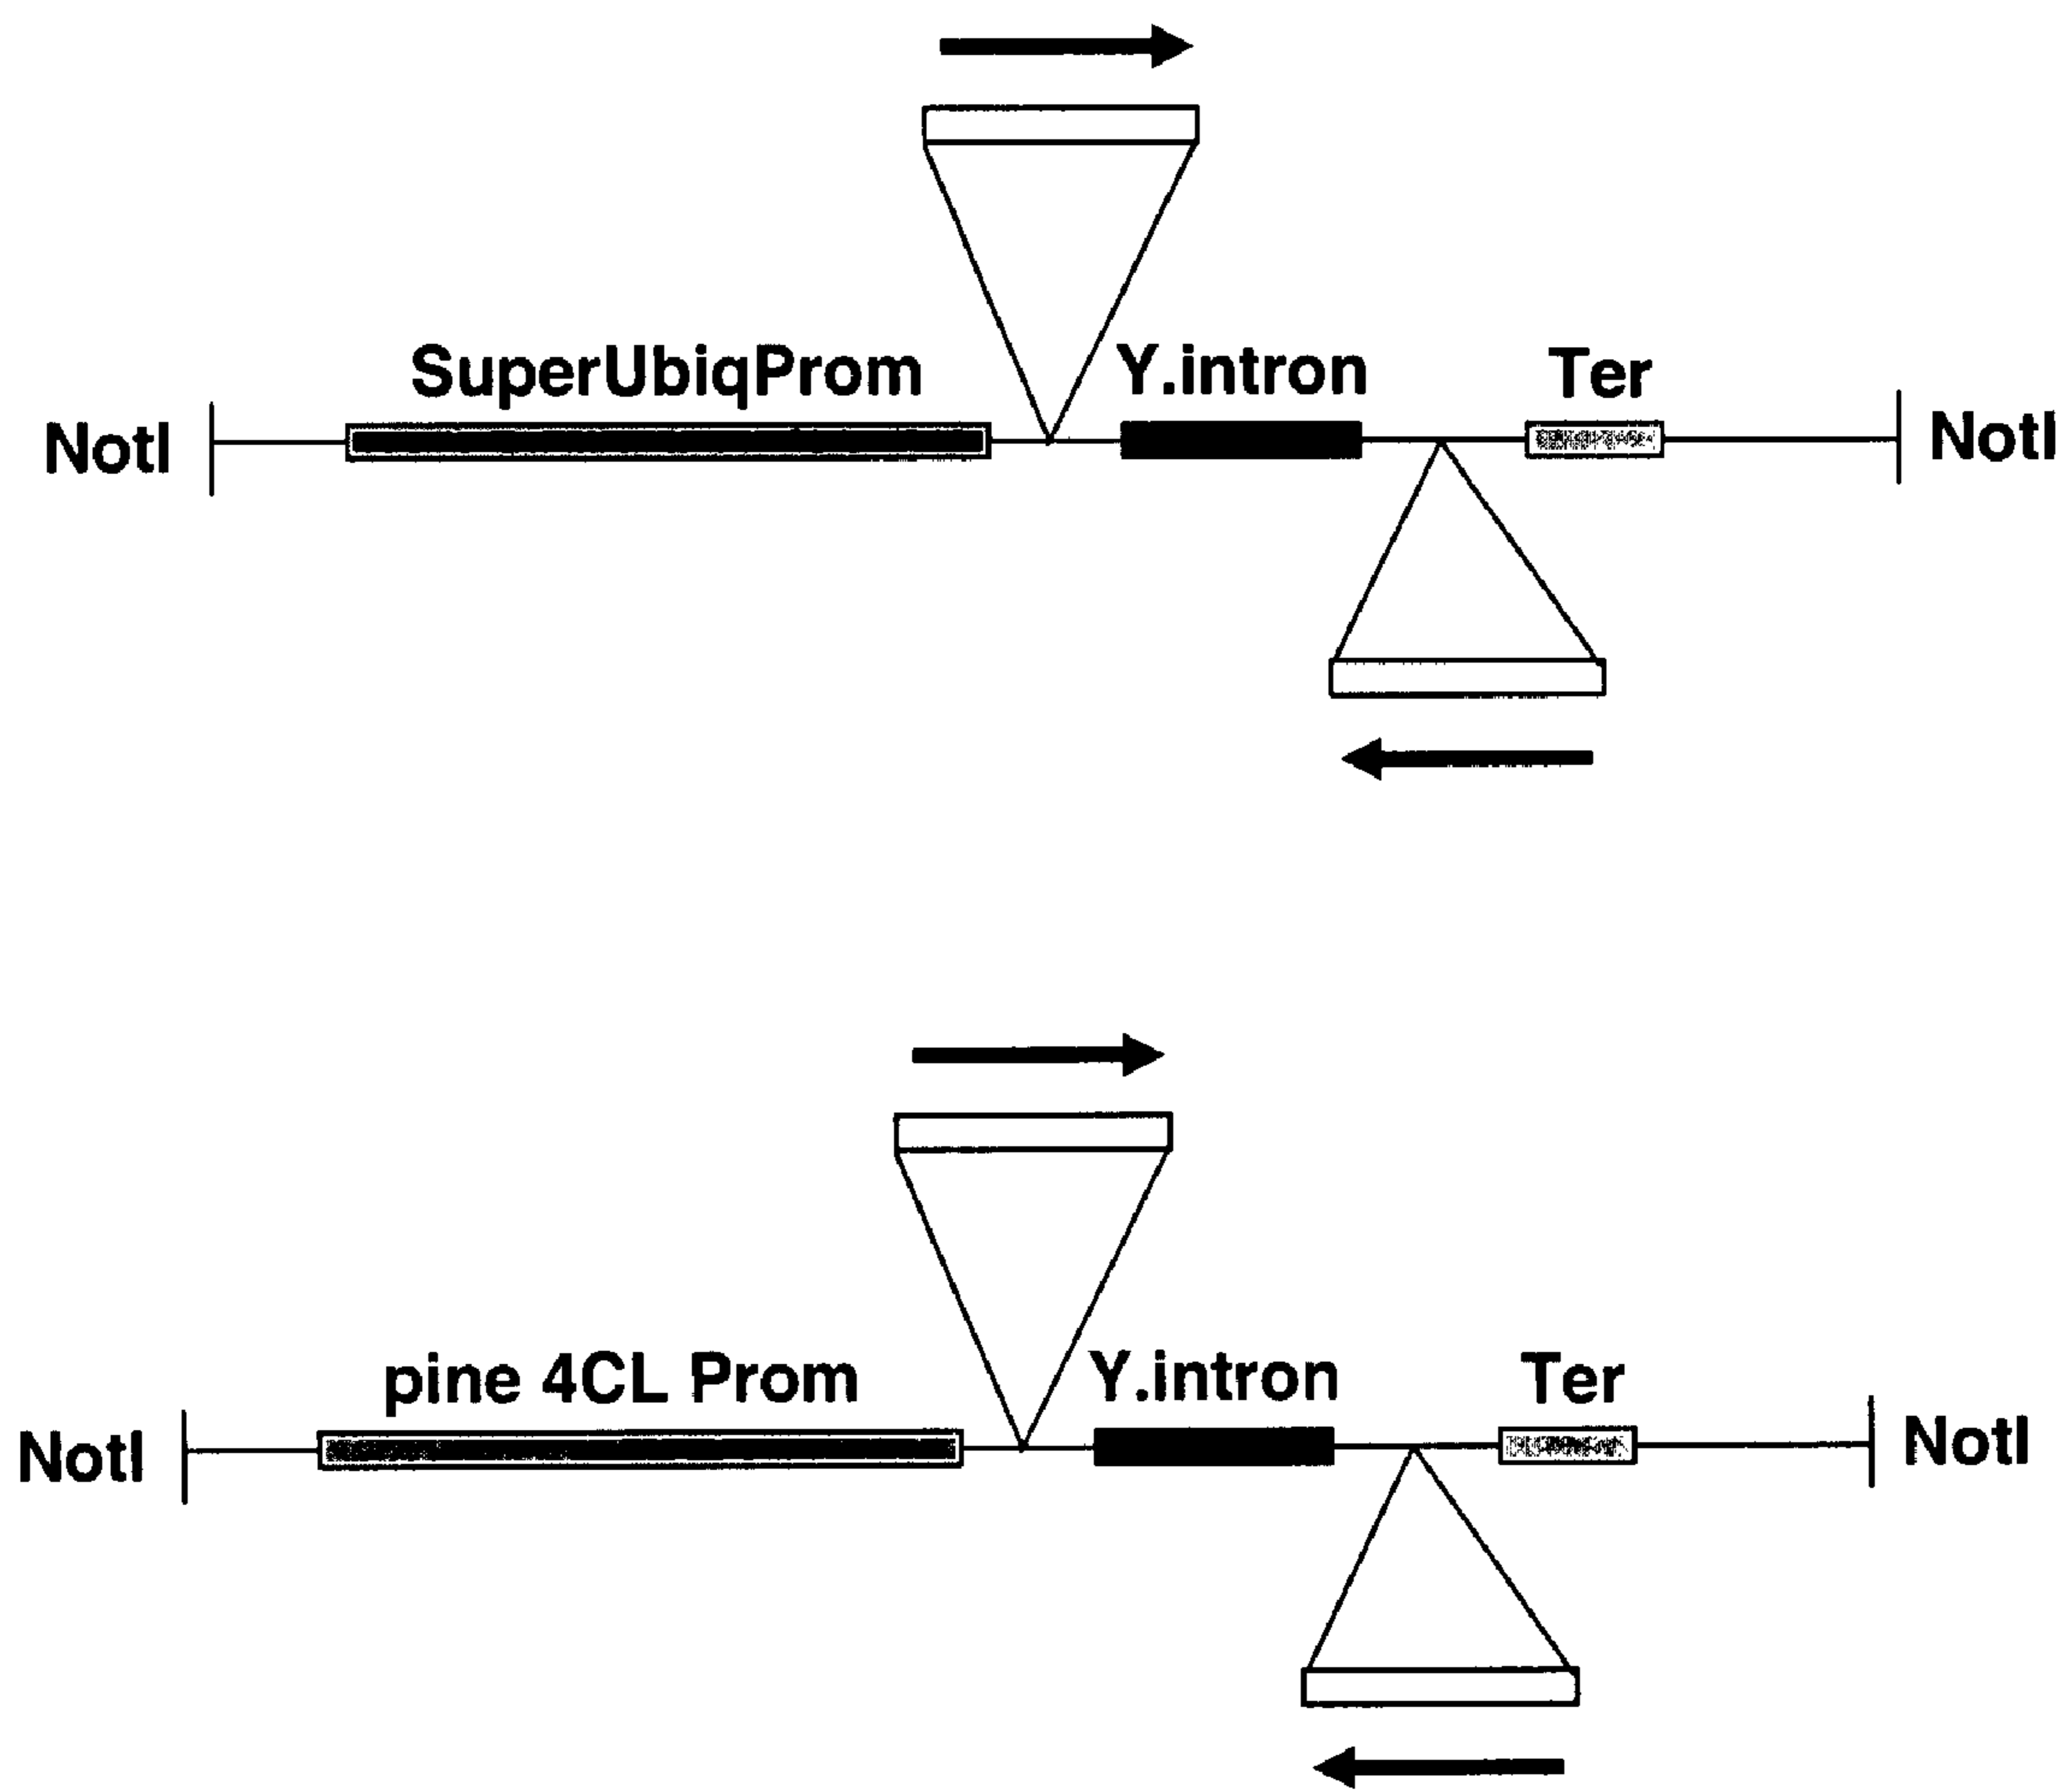 SuperUbiqProm Y.intron Ter
NotI NotI
pine 4CL Prom Y.intron Ter
NotI NotI